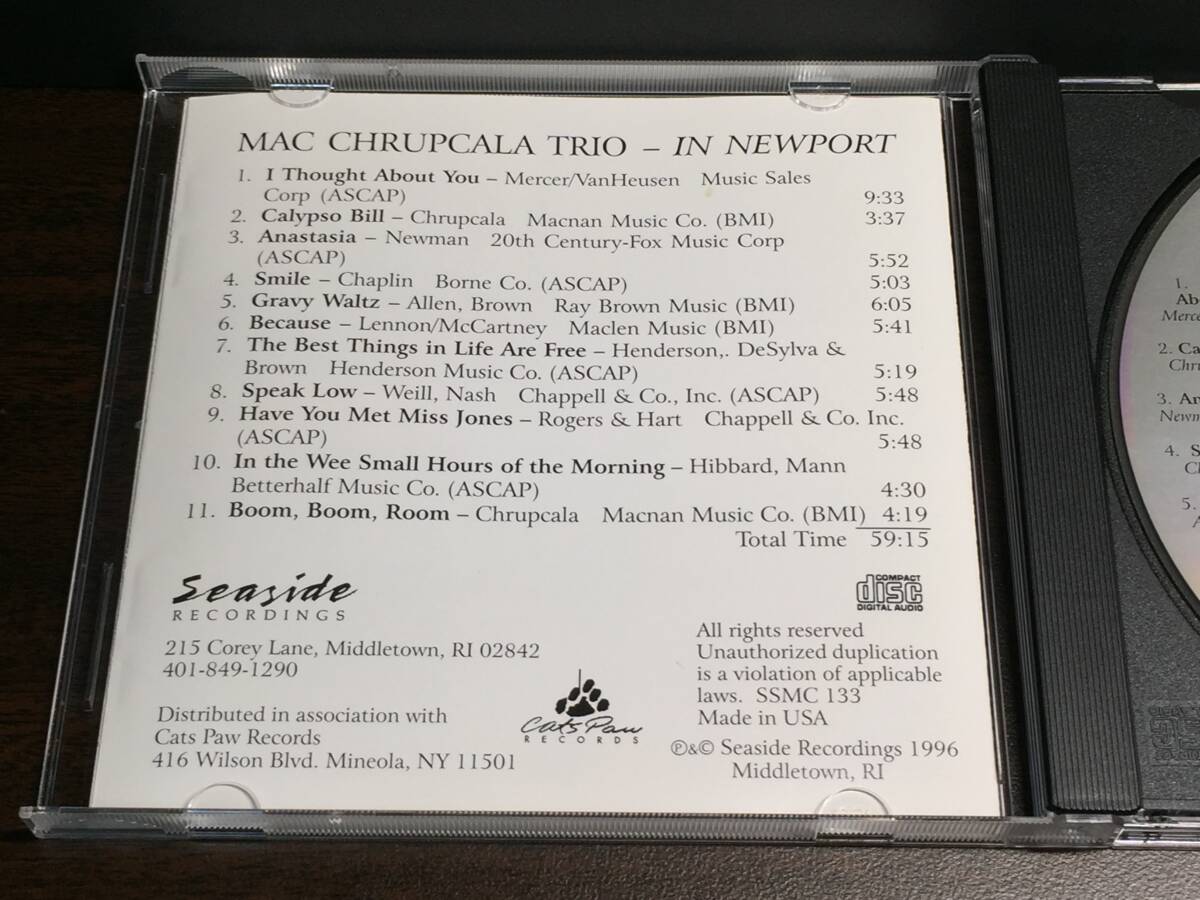 MAC CHRUPCALA TRIO – IN NEWPORT
1. I Thought About You – Mercer/VanHeusen Music Sales
Corp (ASCAP) 9:33
2. Calypso Bill – Chrupcala Macnan Music Co. (BMI) 3:37
3. Anastasia – Newman 20th Century-Fox Music Corp
(ASCAP) 5:52
4. Smile – Chaplin Borne Co. (ASCAP) 5:03
5. Gravy Waltz – Allen, Brown Ray Brown Music (BMI) 6:05
6. Because – Lennon/McCartney Maclen Music (BMI) 5:41
7. The Best Things in Life Are Free – Henderson,. DeSylva &
Brown Henderson Music Co. (ASCAP) 5:19
8. Speak Low – Weill, Nash Chappell & Co., Inc. (ASCAP) 5:48
9. Have You Met Miss Jones – Rogers & Hart Chappell & Co. Inc.
(ASCAP) 5:48
10. In the Wee Small Hours of the Morning – Hibbard, Mann
Betterhalf Music Co. (ASCAP) 4:30
11. Boom, Boom, Room – Chrupcala Macnan Music Co. (BMI) 4:19
Total Time 59:15
Seaside
RECORDINGS
215 Corey Lane, Middletown, RI 02842
401-849-1290
Distributed in association with
Cats Paw Records
416 Wilson Blvd. Mineola, NY 11501
Cats Paw
RECORDS
COMPACT
disc
DIGITAL AUDIO
All rights reserved
Unauthorized duplication
is a violation of applicable
laws. SSMC 133
Made in USA
℗&© Seaside Recordings 1996
Middletown, RI
1.
2.
3.
4.
5.